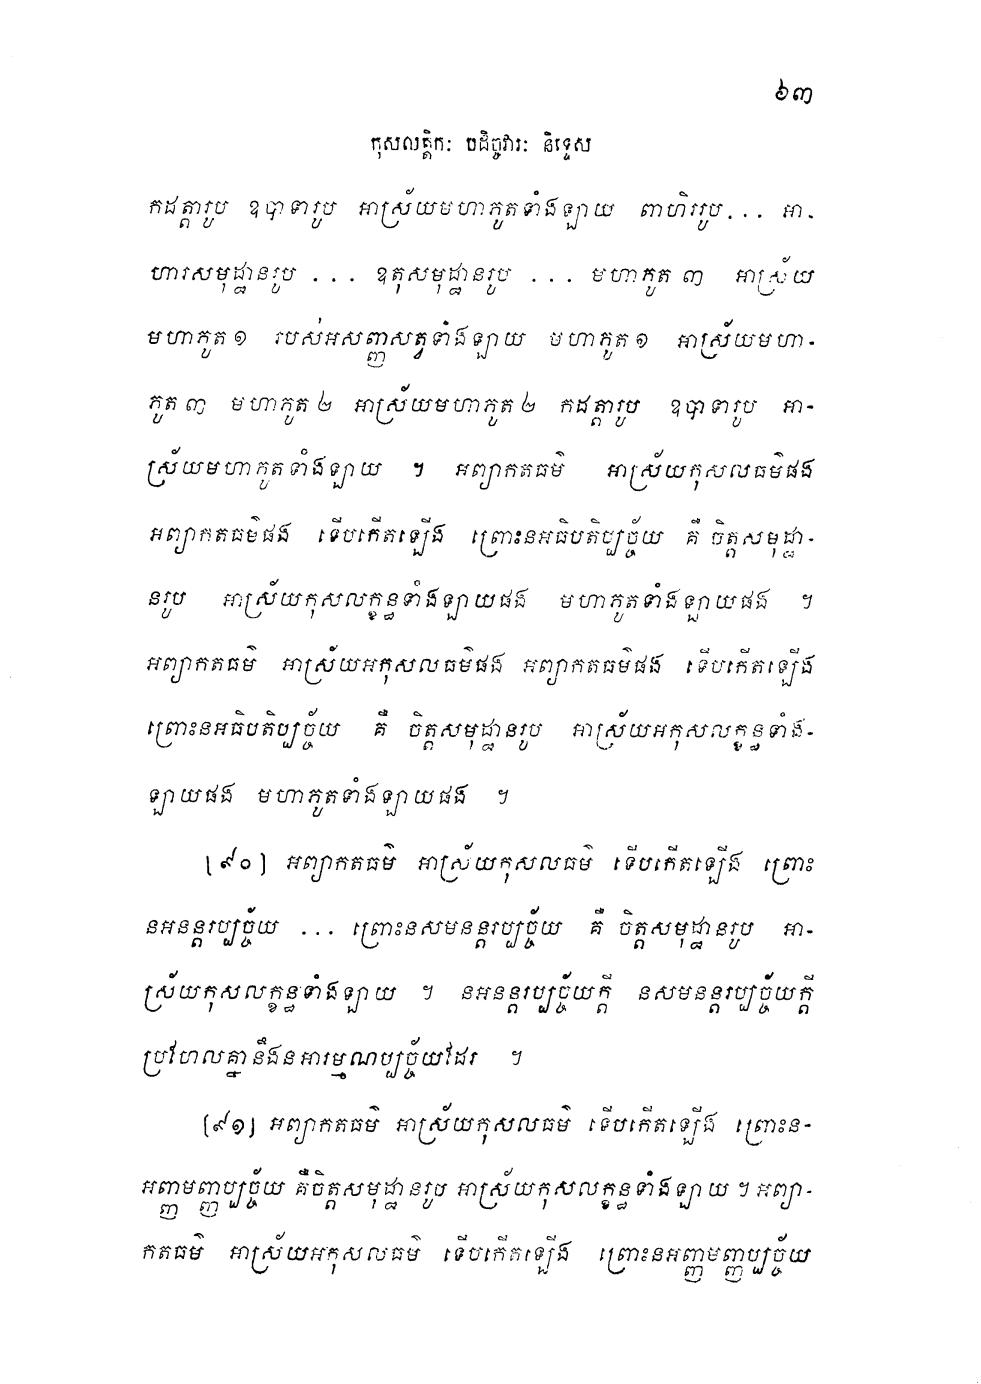 ៦៣
កុសលត្តិកៈ បដិច្ចវារៈ និទ្ទេស
កដត្តារូប ឧបាទារូប អាស្រ័យមហាភូតទាំងឡាយ ពាហិររូប... អា-
ហារសមុដ្ឋានរូប ... ឧតុសមុដ្ឋានរូប ... មហាភូត ៣ អាស្រ័យ
មហាភូត ១ របស់អសញ្ញសត្វទាំងឡាយ មហាភូត ១ អាស្រ័យមហា-
ភូត ៣ មហាភូត ២ អាស្រ័យមហាភូត ២ កដត្តារូប ឧបាទារូប អា-
ស្រ័យមហាភូតទាំងឡាយ ។ អព្យាកតធម៌ អាស្រ័យកុសលធម៌ផង
អព្យាកតធម៌ផង ទើបកើតឡើង ព្រោះនអធិបតិប្បច្ច័យ គឺ ចិត្តសមុដ្ឋា-
នរូប អាស្រ័យកុសលក្ខន្ធទាំងឡាយផង មហាភូតទាំងឡាយផង ។
អព្យាកតធម៌ អាស្រ័យអកុសលធម៌ផង អព្យាកតធម៌ផង ទើបកើតឡើង
ព្រោះនអធិបតិប្បច្ច័យ គឺ ចិត្តសមុដ្ឋានរូប អាស្រ័យអកុសលក្ខន្ធទាំង-
ឡាយផង មហាភូតទាំងឡាយផង ។
[៩០] អព្យាកតធម៌ អាស្រ័យកុសលធម៌ ទើបកើតឡើង ព្រោះ
នអនន្តរប្បច្ច័យ ... ព្រោះនសមនន្តរប្បច្ច័យ គឺ ចិត្តសមុដ្ឋានរូប អា-
ស្រ័យកុសលក្ខន្ធទាំងឡាយ ។ នអនន្តរប្បច្ច័យក្តី នសមនន្តរប្បច្ច័យក្តី
ប្រហែលគ្នានឹងនអារម្មណប្បច្ច័យដែរ ។
[៩១] អព្យាកតធម៌ អាស្រ័យកុសលធម៌ ទើបកើតឡើង ព្រោះន-
អញ្ញមញ្ញប្បច្ច័យ គឺចិត្តសមុដ្ឋានរូប អាស្រ័យកុសលក្ខន្ធទាំងឡាយ ។ អព្យា-
កតធម៌ អាស្រ័យអកុសលធម៌ ទើបកើតឡើង ព្រោះនអញ្ញមញ្ញប្បច្ច័យ